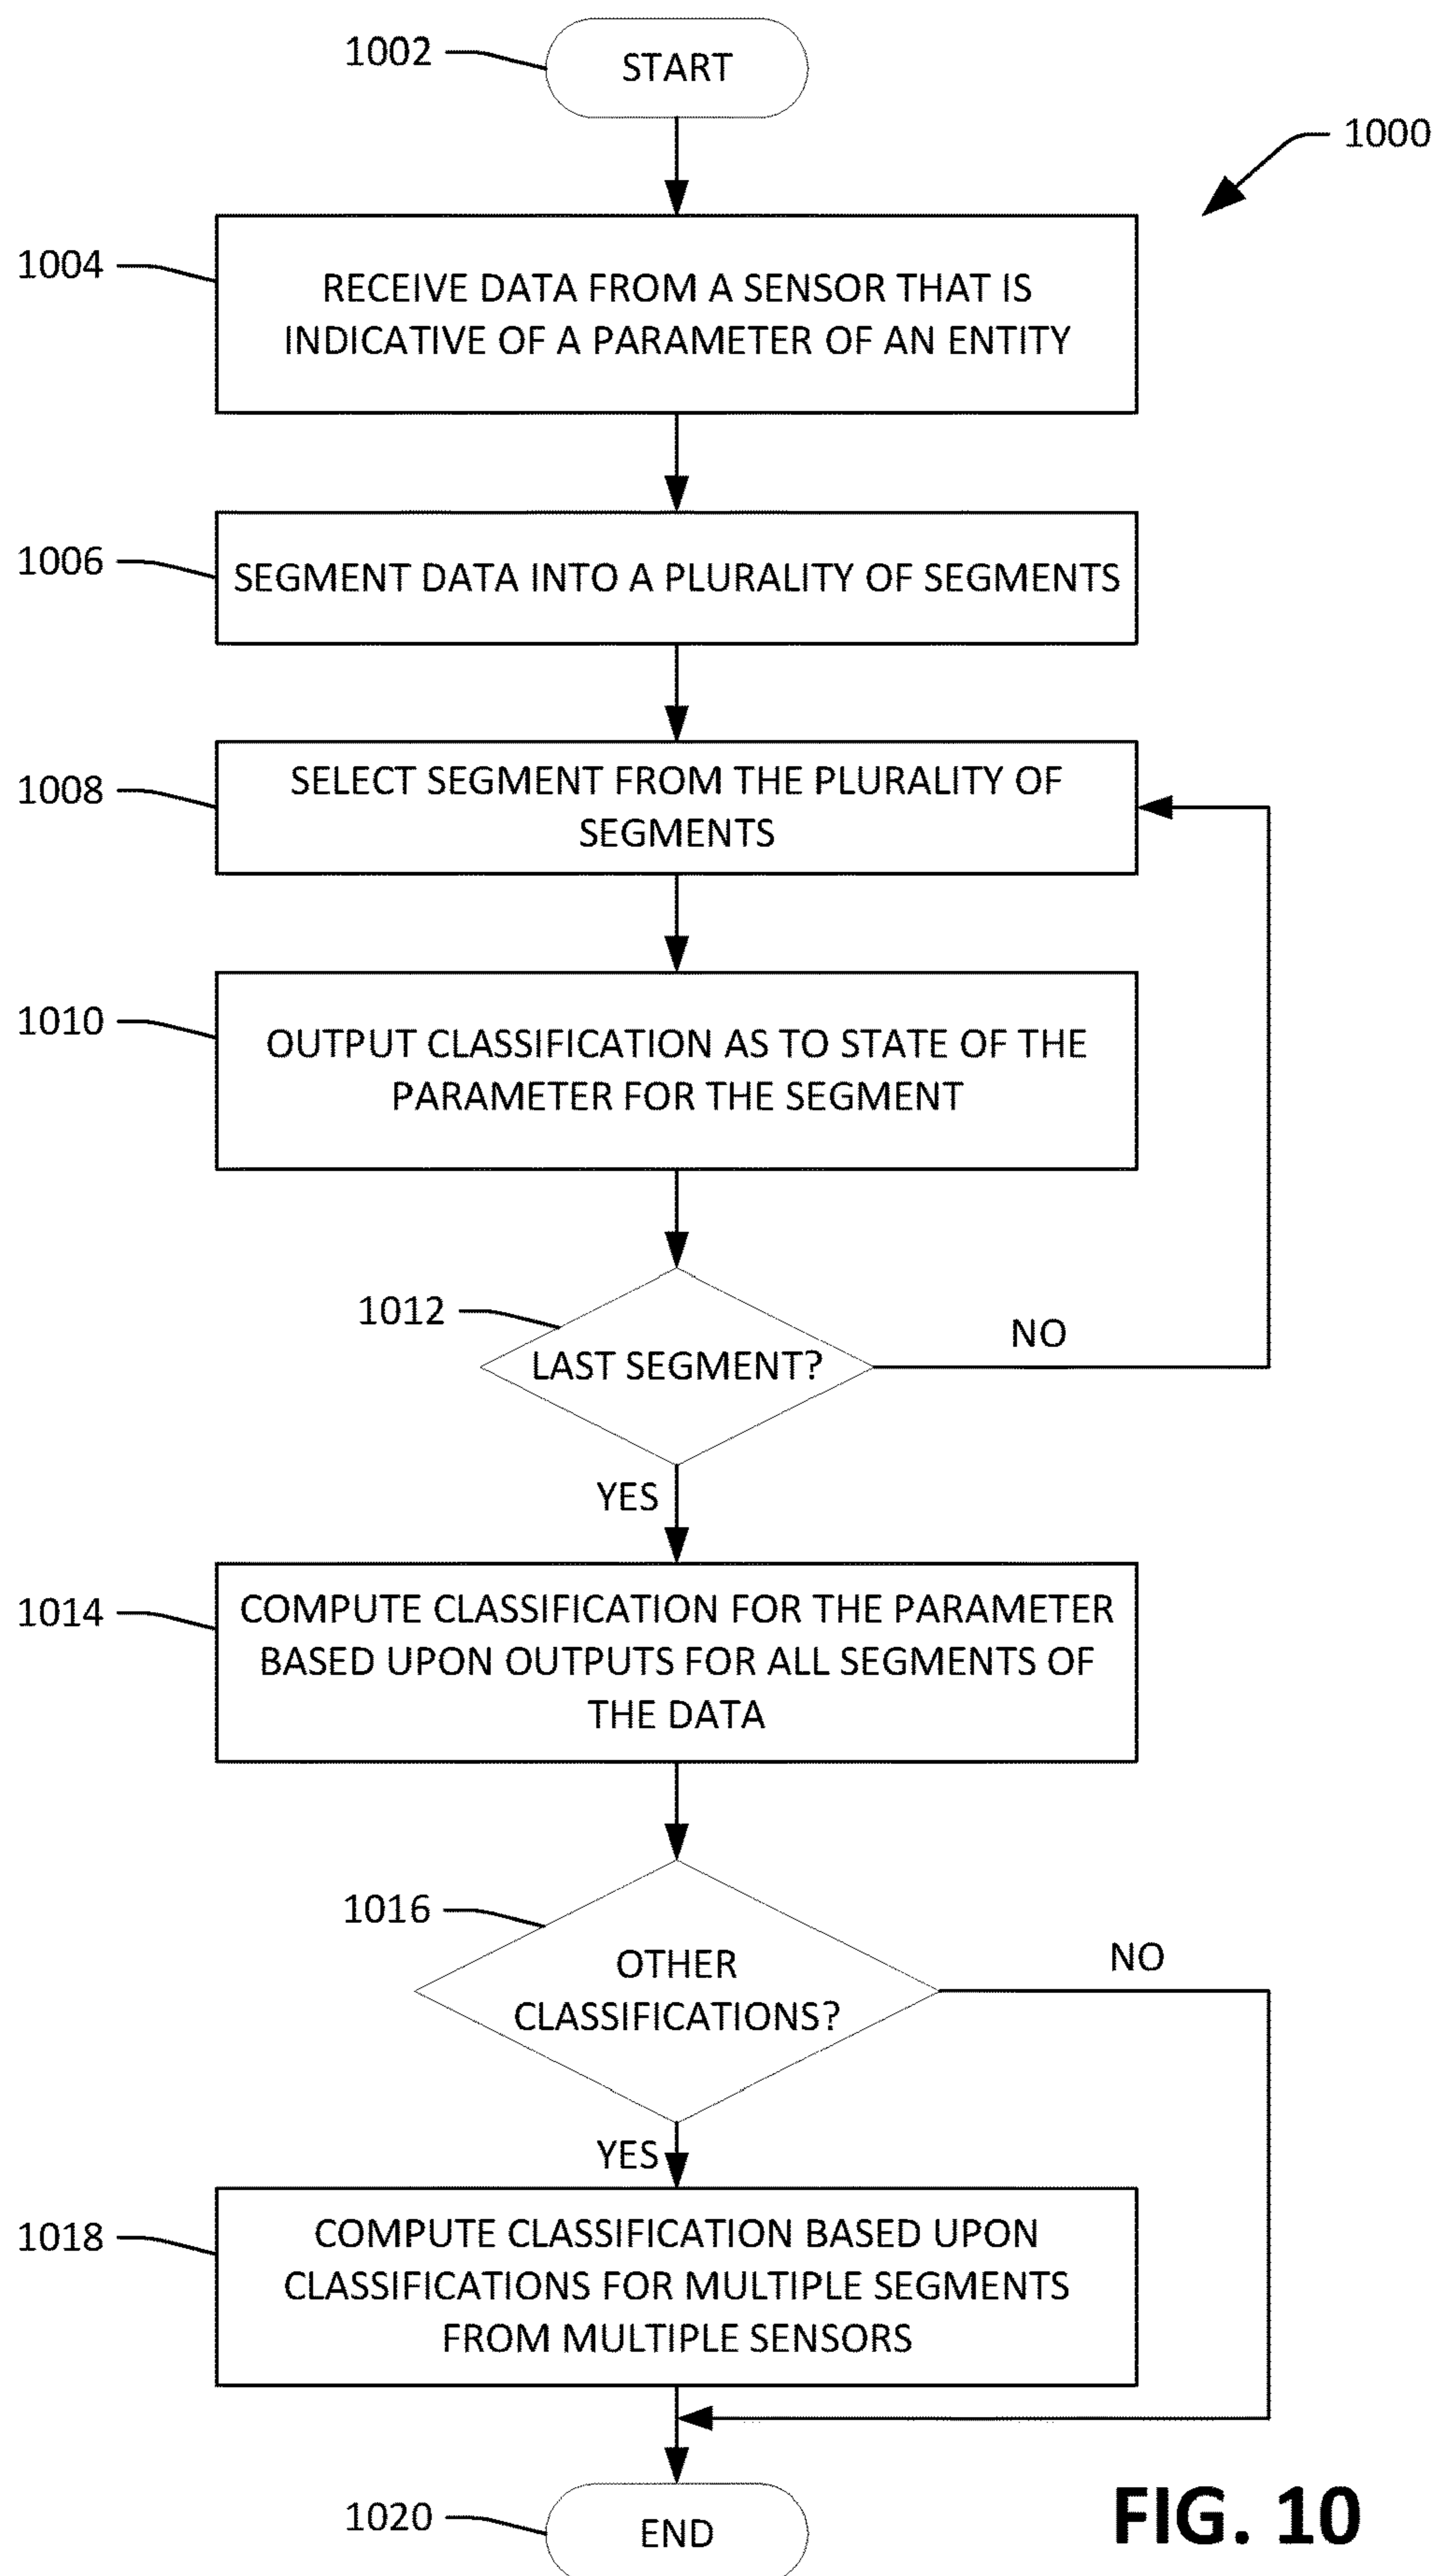 1002
START
1000
1004
RECEIVE DATA FROM A SENSOR THAT IS
INDICATIVE OF A PARAMETER OF AN ENTITY
1006
SEGMENT DATA INTO A PLURALITY OF SEGMENTS
1008
SELECT SEGMENT FROM THE PLURALITY OF
SEGMENTS
1010
OUTPUT CLASSIFICATION AS TO STATE OF THE
PARAMETER FOR THE SEGMENT
1012
LAST SEGMENT?
NO
YES
1014
COMPUTE CLASSIFICATION FOR THE PARAMETER
BASED UPON OUTPUTS FOR ALL SEGMENTS OF
THE DATA
1016
OTHER
CLASSIFICATIONS?
NO
YES
1018
COMPUTE CLASSIFICATION BASED UPON
CLASSIFICATIONS FOR MULTIPLE SEGMENTS
FROM MULTIPLE SENSORS
1020
END
FIG. 10